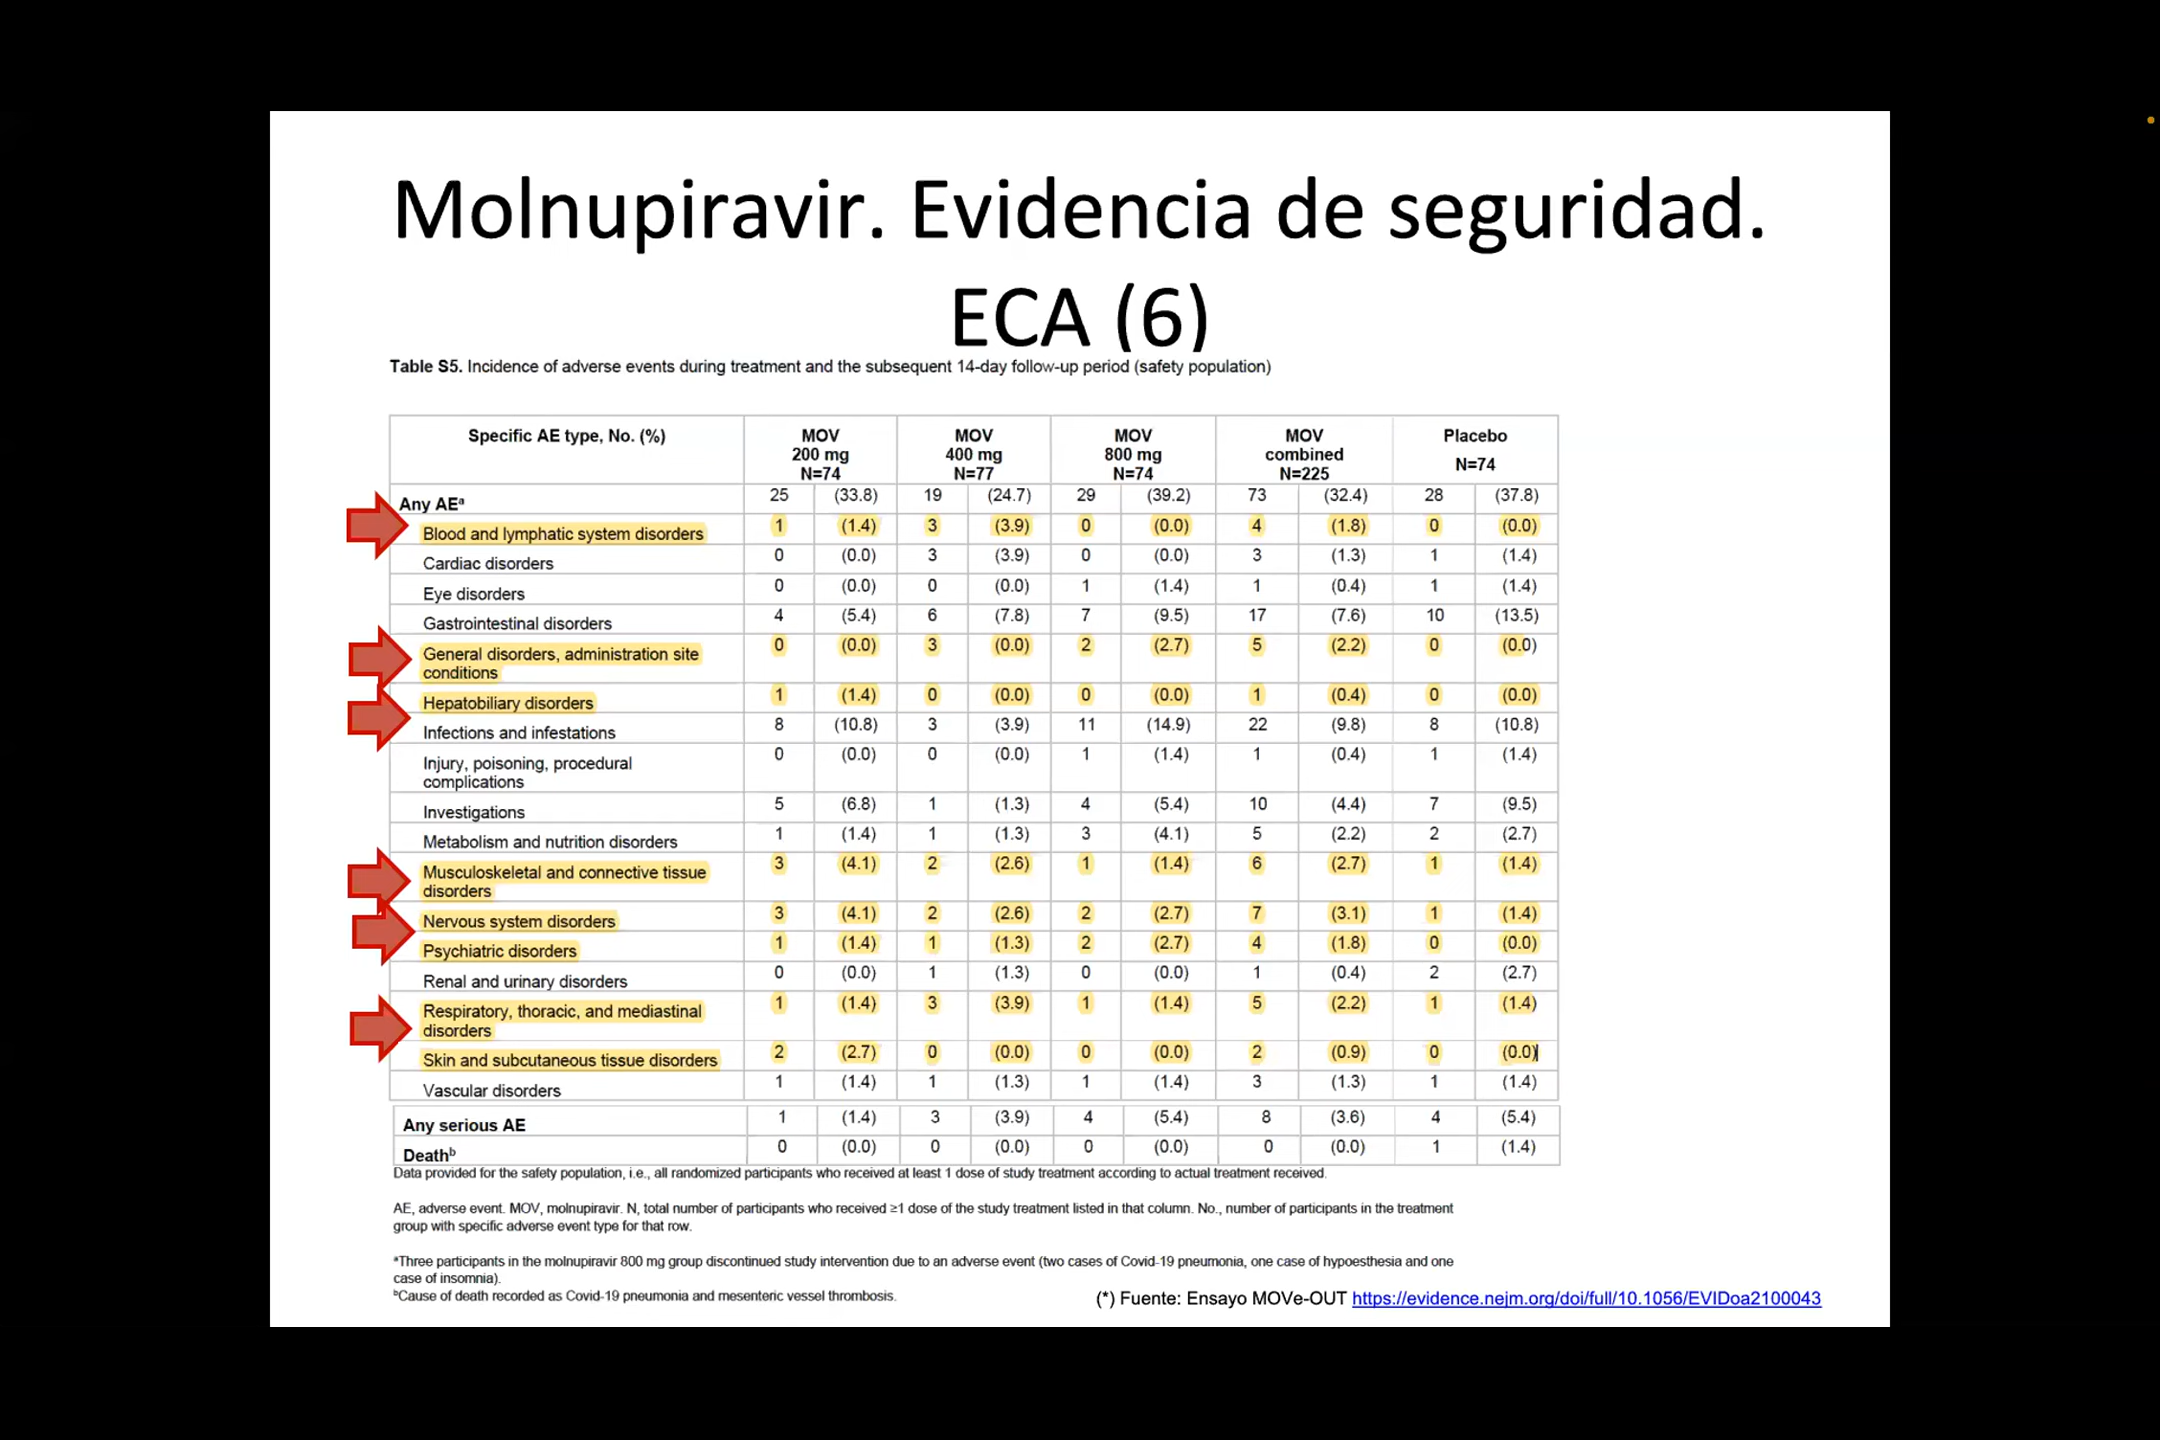 Molnupiravir. Evidencia de seguridad.
ECA (6)
Table S5. Incidence of adverse events during treatment and the subsequent 14-day follow-up period (safety population)
Specific AE type, No. (%) MOV 200 mg N=74 MOV 400 mg N=77 MOV 800 mg N=74 MOV combined N=225 Placebo N=74
Any AEᵃ 25 (33.8) 19 (24.7) 29 (39.2) 73 (32.4) 28 (37.8)
Blood and lymphatic system disorders 1 (1.4) 3 (3.9) 0 (0.0) 4 (1.8) 0 (0.0)
Cardiac disorders 0 (0.0) 3 (3.9) 0 (0.0) 3 (1.3) 1 (1.4)
Eye disorders 0 (0.0) 0 (0.0) 1 (1.4) 1 (0.4) 1 (1.4)
Gastrointestinal disorders 4 (5.4) 6 (7.8) 7 (9.5) 17 (7.6) 10 (13.5)
General disorders, administration site conditions 0 (0.0) 3 (0.0) 2 (2.7) 5 (2.2) 0 (0.0)
Hepatobiliary disorders 1 (1.4) 0 (0.0) 0 (0.0) 1 (0.4) 0 (0.0)
Infections and infestations 8 (10.8) 3 (3.9) 11 (14.9) 22 (9.8) 8 (10.8)
Injury, poisoning, procedural complications 0 (0.0) 0 (0.0) 1 (1.4) 1 (0.4) 1 (1.4)
Investigations 5 (6.8) 1 (1.3) 4 (5.4) 10 (4.4) 7 (9.5)
Metabolism and nutrition disorders 1 (1.4) 1 (1.3) 3 (4.1) 5 (2.2) 2 (2.7)
Musculoskeletal and connective tissue disorders 3 (4.1) 2 (2.6) 1 (1.4) 6 (2.7) 1 (1.4)
Nervous system disorders 3 (4.1) 2 (2.6) 2 (2.7) 7 (3.1) 1 (1.4)
Psychiatric disorders 1 (1.4) 1 (1.3) 2 (2.7) 4 (1.8) 0 (0.0)
Renal and urinary disorders 0 (0.0) 1 (1.3) 0 (0.0) 1 (0.4) 2 (2.7)
Respiratory, thoracic, and mediastinal disorders 1 (1.4) 3 (3.9) 1 (1.4) 5 (2.2) 1 (1.4)
Skin and subcutaneous tissue disorders 2 (2.7) 0 (0.0) 0 (0.0) 2 (0.9) 0 (0.0)
Vascular disorders 1 (1.4) 1 (1.3) 1 (1.4) 3 (1.3) 1 (1.4)
Any serious AE 1 (1.4) 3 (3.9) 4 (5.4) 8 (3.6) 4 (5.4)
Deathᵇ 0 (0.0) 0 (0.0) 0 (0.0) 0 (0.0) 1 (1.4)
Data provided for the safety population, i.e., all randomized participants who received at least 1 dose of study treatment according to actual treatment received.
AE, adverse event. MOV, molnupiravir. N, total number of participants who received ≥1 dose of the study treatment listed in that column. No., number of participants in the treatment
group with specific adverse event type for that row.
ᵃThree participants in the molnupiravir 800 mg group discontinued study intervention due to an adverse event (two cases of Covid-19 pneumonia, one case of hypoesthesia and one
case of insomnia).
ᵇCause of death recorded as Covid-19 pneumonia and mesenteric vessel thrombosis.
(*) Fuente: Ensayo MOVe-OUT https://evidence.nejm.org/doi/full/10.1056/EVIDoa2100043